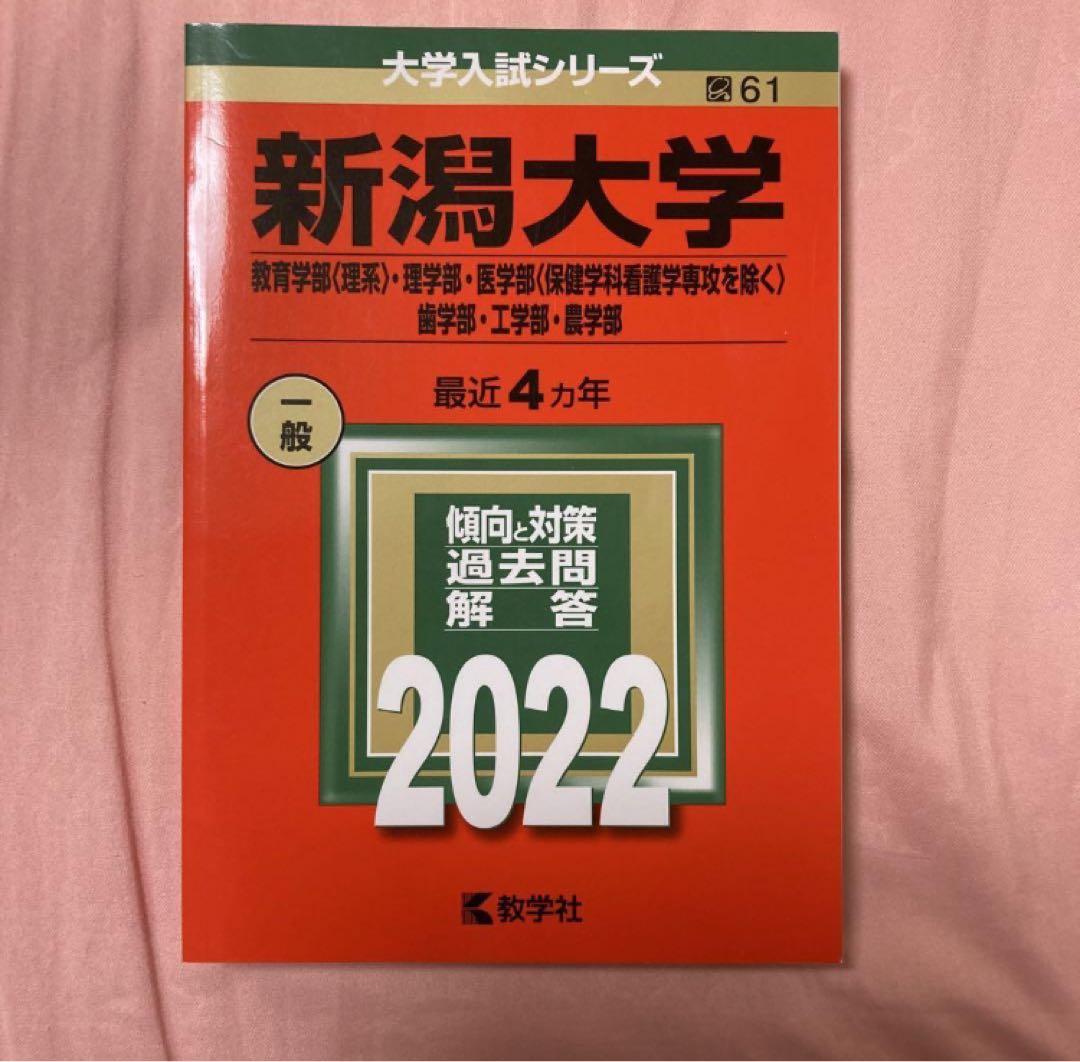 大学入試シリーズ
61
新潟大学
教育学部〈理系〉・理学部・医学部〈保健学科看護学専攻を除く〉
歯学部・工学部・農学部
最近4カ年
一般
傾向と対策
過去問
解答
2022
教学社